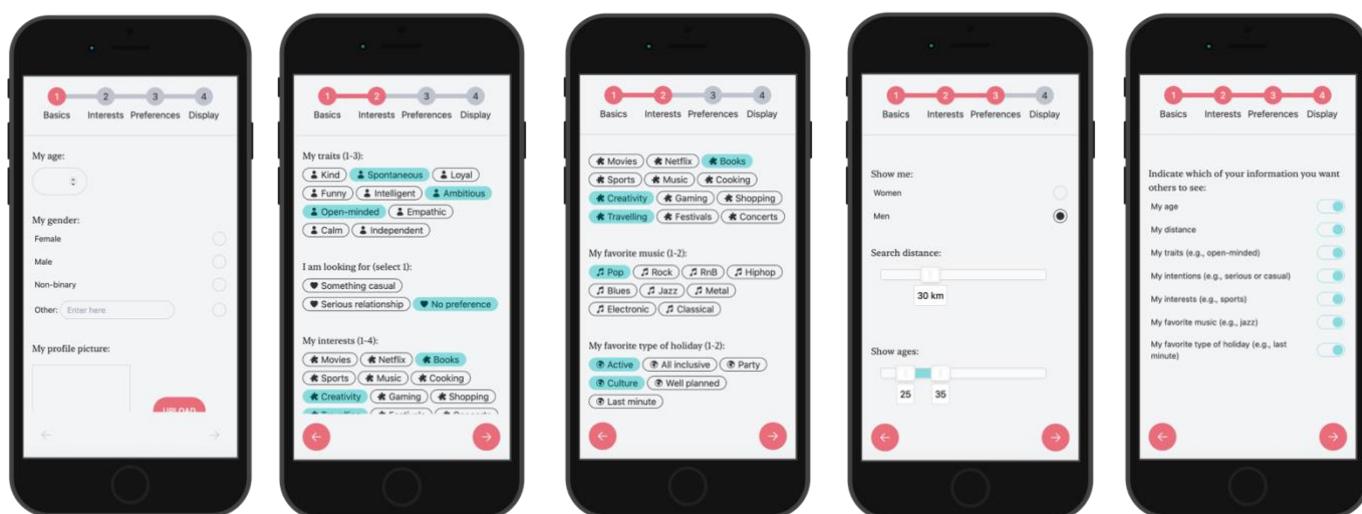 1 2 3 4
Basics Interests Preferences Display
My age:
My gender:
Female
Male
Non-binary
Other: Enter here
My profile picture:
UPLOAD
1 2 3 4
Basics Interests Preferences Display
My traits (1-3):
Kind Spontaneous Loyal
Funny Intelligent Ambitious
Open-minded Empathic
Calm Independent
I am looking for (select 1):
Something casual
Serious relationship No preference
My interests (1-4):
Movies Netflix Books
Sports Music Cooking
Creativity Gaming Shopping
Travelling Festivals Concerts
1 2 3 4
Basics Interests Preferences Display
Movies Netflix Books
Sports Music Cooking
Creativity Gaming Shopping
Travelling Festivals Concerts
My favorite music (1-2):
Pop Rock RnB Hiphop
Blues Jazz Metal
Electronic Classical
My favorite type of holiday (1-2):
Active All inclusive Party
Culture Well planned
Last minute
1 2 3 4
Basics Interests Preferences Display
Show me:
Women
Men
Search distance:
30 km
Show ages:
25 35
1 2 3 4
Basics Interests Preferences Display
Indicate which of your information you want
others to see:
My age
My distance
My traits (e.g., open-minded)
My intentions (e.g., serious or casual)
My interests (e.g., sports)
My favorite music (e.g., jazz)
My favorite type of holiday (e.g., last
minute)